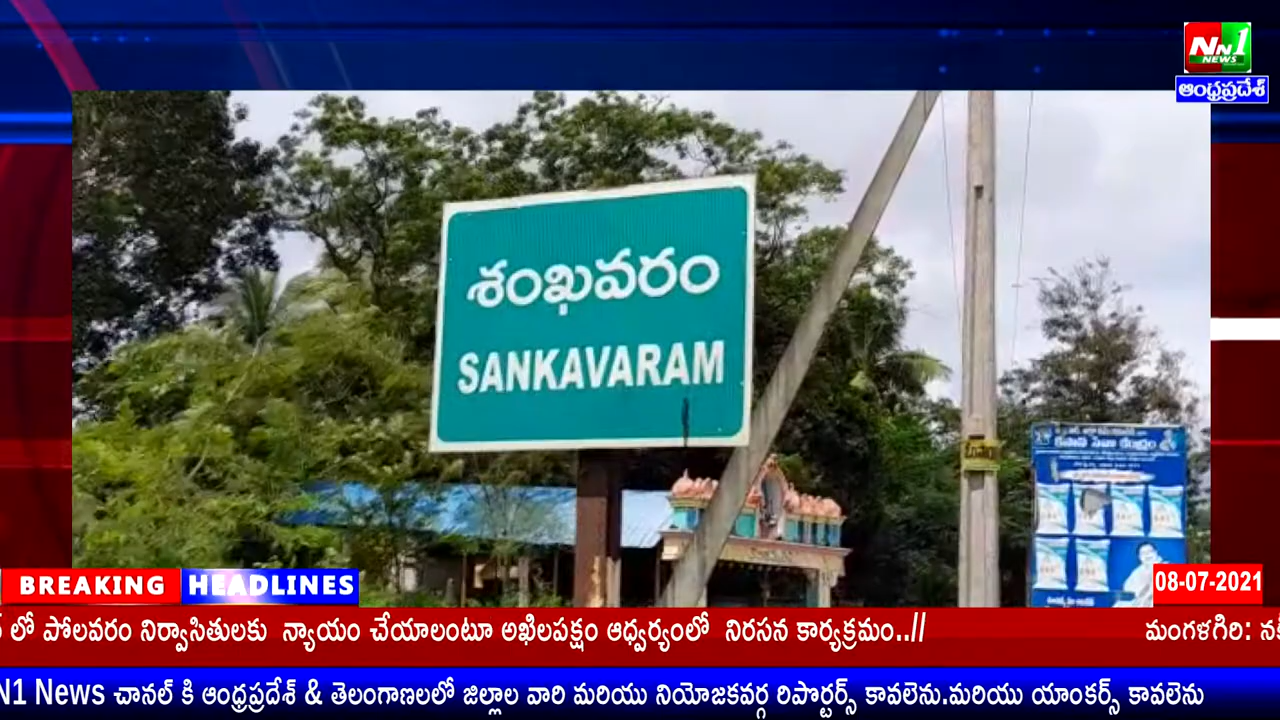 NN1
NEWS
ఆంధ్రప్రదేశ్
శంఖవరం
SANKAVARAM
సేవా కేంద్రం
BREAKING HEADLINES
08-07-2021
లో పోలవరం నిర్వాసితులకు న్యాయం చేయాలంటూ అఖిలపక్షం ఆధ్వర్యంలో నిరసన కార్యక్రమం..// మంగళగిరి:
N1 News చానల్ కి ఆంధ్రప్రదేశ్ & తెలంగాణలలో జిల్లాల వారి మరియు నియోజకవర్గ రిపొర్టర్స్ కావలెను.మరియు యాంకర్స్ కావలెను